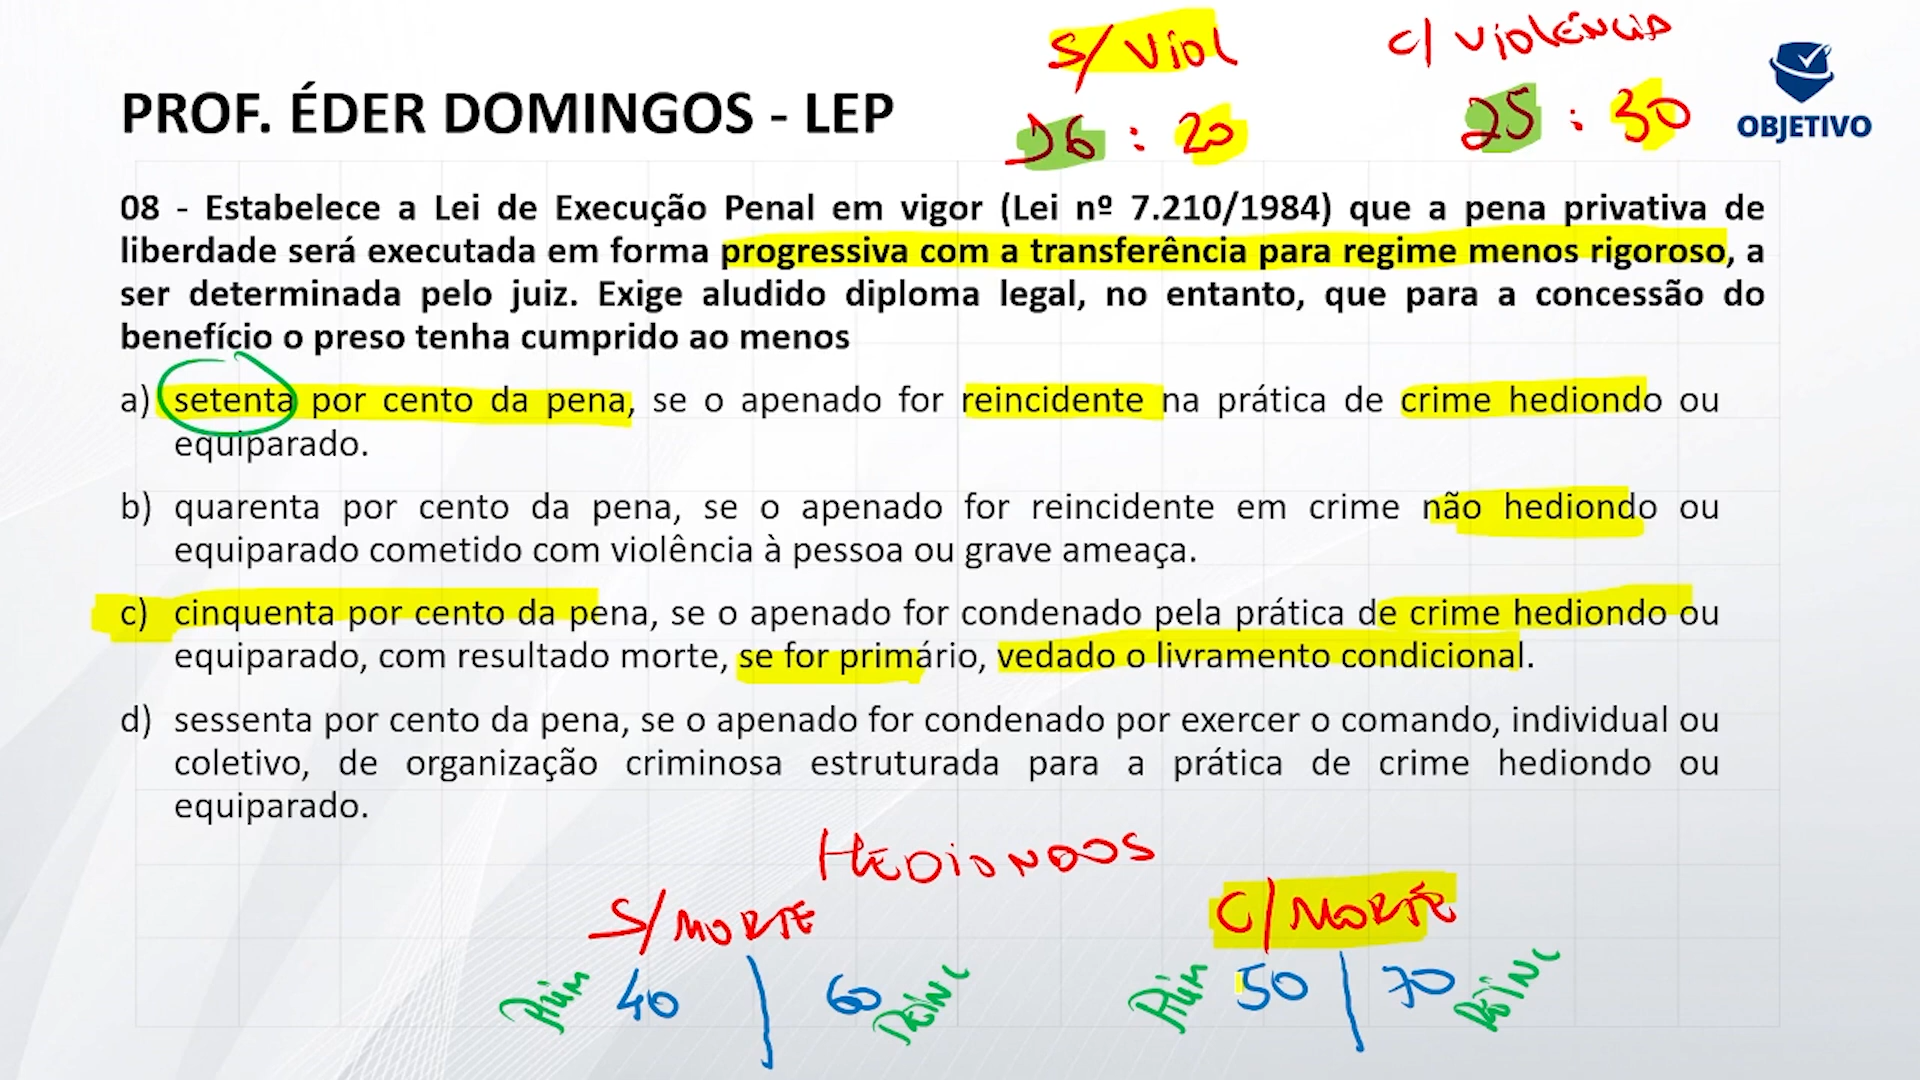 S/ VIOL
C/ VIOLÊNCIA
16 : 20
25 : 30
OBJETIVO
PROF. ÉDER DOMINGOS - LEP
08 - Estabelece a Lei de Execução Penal em vigor (Lei nº 7.210/1984) que a pena privativa de
liberdade será executada em forma progressiva com a transferência para regime menos rigoroso, a
ser determinada pelo juiz. Exige aludido diploma legal, no entanto, que para a concessão do
benefício o preso tenha cumprido ao menos
a) setenta por cento da pena, se o apenado for reincidente na prática de crime hediondo ou
equiparado.
b) quarenta por cento da pena, se o apenado for reincidente em crime não hediondo ou
equiparado cometido com violência à pessoa ou grave ameaça.
c) cinquenta por cento da pena, se o apenado for condenado pela prática de crime hediondo ou
equiparado, com resultado morte, se for primário, vedado o livramento condicional.
d) sessenta por cento da pena, se o apenado for condenado por exercer o comando, individual ou
coletivo, de organização criminosa estruturada para a prática de crime hediondo ou
equiparado.
HEDIONDOS
S/ MORTE
C/ MORTE
PRIM 40 | 60 REINC
PRIM 50 | 70 REINC